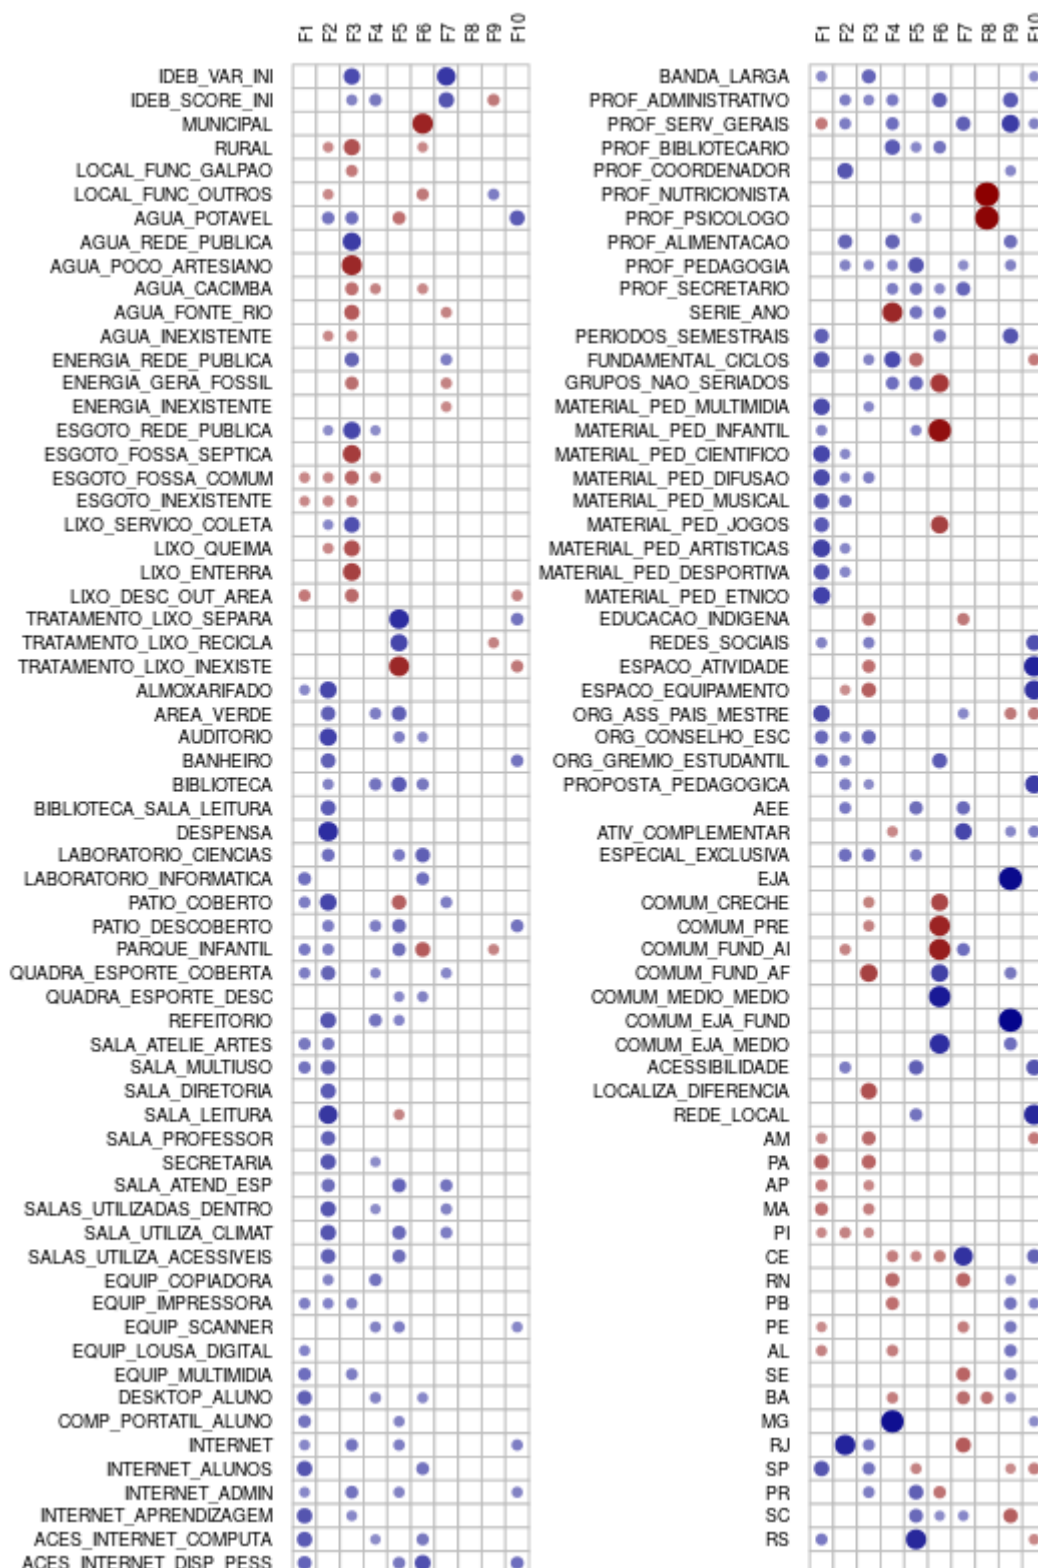 F1 F2 F3 F4 F5 F6 F7 F8 F9 F10
IDEB_VAR_INI
IDEB_SCORE_INI
MUNICIPAL
RURAL
LOCAL_FUNC_GALPAO
LOCAL_FUNC_OUTROS
AGUA_POTAVEL
AGUA_REDE_PUBLICA
AGUA_POCO_ARTESIANO
AGUA_CACIMBA
AGUA_FONTE_RIO
AGUA_INEXISTENTE
ENERGIA_REDE_PUBLICA
ENERGIA_GERA_FOSSIL
ENERGIA_INEXISTENTE
ESGOTO_REDE_PUBLICA
ESGOTO_FOSSA_SEPTICA
ESGOTO_FOSSA_COMUM
ESGOTO_INEXISTENTE
LIXO_SERVICO_COLETA
LIXO_QUEIMA
LIXO_ENTERRA
LIXO_DESC_OUT_AREA
TRATAMENTO_LIXO_SEPARA
TRATAMENTO_LIXO_RECICLA
TRATAMENTO_LIXO_INEXISTE
ALMOXARIFADO
AREA_VERDE
AUDITORIO
BANHEIRO
BIBLIOTECA
BIBLIOTECA_SALA_LEITURA
DESPENSA
LABORATORIO_CIENCIAS
LABORATORIO_INFORMATICA
PATIO_COBERTO
PATIO_DESCOBERTO
PARQUE_INFANTIL
QUADRA_ESPORTE_COBERTA
QUADRA_ESPORTE_DESC
REFEITORIO
SALA_ATELIE_ARTES
SALA_MULTIUSO
SALA_DIRETORIA
SALA_LEITURA
SALA_PROFESSOR
SECRETARIA
SALA_ATEND_ESP
SALAS_UTILIZADAS_DENTRO
SALA_UTILIZA_CLIMAT
SALAS_UTILIZA_ACESSIVEIS
EQUIP_COPIADORA
EQUIP_IMPRESSORA
EQUIP_SCANNER
EQUIP_LOUSA_DIGITAL
EQUIP_MULTIMIDIA
DESKTOP_ALUNO
COMP_PORTATIL_ALUNO
INTERNET
INTERNET_ALUNOS
INTERNET_ADMIN
INTERNET_APRENDIZAGEM
ACES_INTERNET_COMPUTA
ACES_INTERNET_DISP_PESS
F1 F2 F3 F4 F5 F6 F7 F8 F9 F10
BANDA_LARGA
PROF_ADMINISTRATIVO
PROF_SERV_GERAIS
PROF_BIBLIOTECARIO
PROF_COORDENADOR
PROF_NUTRICIONISTA
PROF_PSICOLOGO
PROF_ALIMENTACAO
PROF_PEDAGOGIA
PROF_SECRETARIO
SERIE_ANO
PERIODOS_SEMESTRAIS
FUNDAMENTAL_CICLOS
GRUPOS_NAO_SERIADOS
MATERIAL_PED_MULTIMIDIA
MATERIAL_PED_INFANTIL
MATERIAL_PED_CIENTIFICO
MATERIAL_PED_DIFUSAO
MATERIAL_PED_MUSICAL
MATERIAL_PED_JOGOS
MATERIAL_PED_ARTISTICAS
MATERIAL_PED_DESPORTIVA
MATERIAL_PED_ETNICO
EDUCACAO_INDIGENA
REDES_SOCIAIS
ESPACO_ATIVIDADE
ESPACO_EQUIPAMENTO
ORG_ASS_PAIS_MESTRE
ORG_CONSELHO_ESC
ORG_GREMIO_ESTUDANTIL
PROPOSTA_PEDAGOGICA
AEE
ATIV_COMPLEMENTAR
ESPECIAL_EXCLUSIVA
EJA
COMUM_CRECHE
COMUM_PRE
COMUM_FUND_AI
COMUM_FUND_AF
COMUM_MEDIO_MEDIO
COMUM_EJA_FUND
COMUM_EJA_MEDIO
ACESSIBILIDADE
LOCALIZA_DIFERENCIA
REDE_LOCAL
AM
PA
AP
MA
PI
CE
RN
PB
PE
AL
SE
BA
MG
RJ
SP
PR
SC
RS